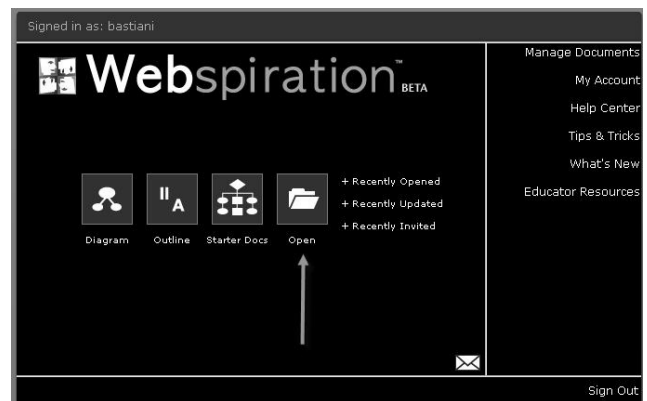 Signed in as: bastiani
Webspiration™ BETA
Manage Documents
My Account
Help Center
Tips & Tricks
What's New
Educator Resources
II A
+ Recently Opened
+ Recently Updated
+ Recently Invited
Diagram Outline Starter Docs Open
Sign Out